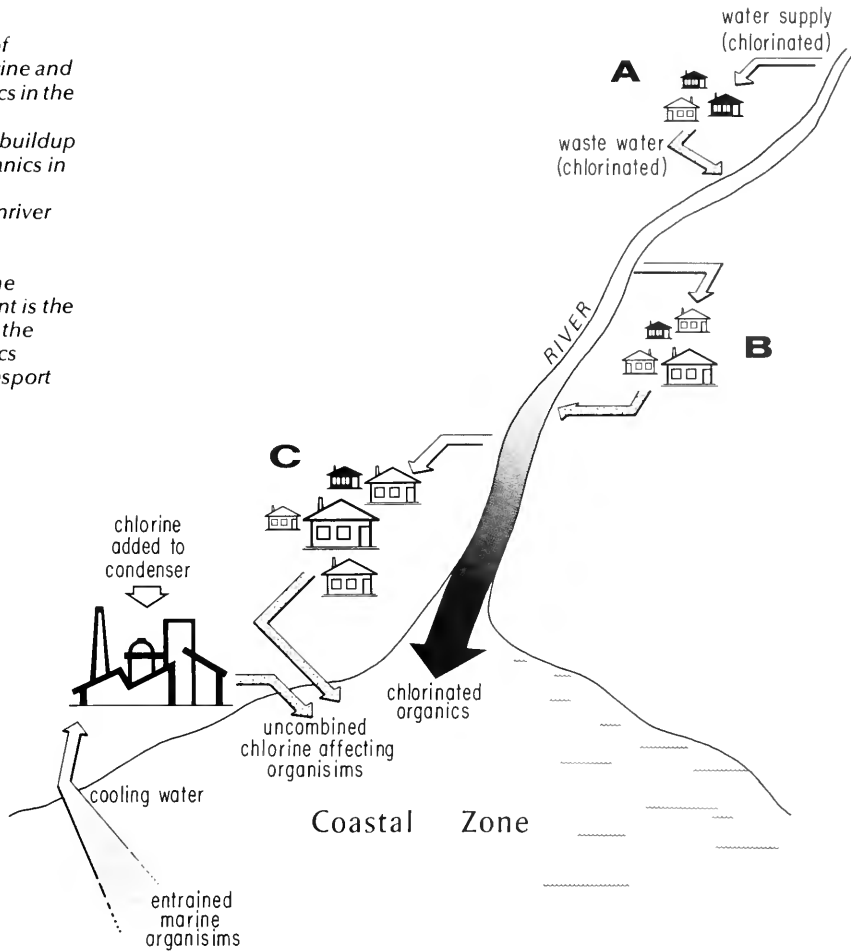 of
rine and
cs in the
buildup
anics in
nriver
he
nt is the
the
cs
sport
water supply
(chlorinated)
A
waste water
(chlorinated)
RIVER
B
C
chlorine
added to
condenser
chlorinated
organics
uncombined
chlorine affecting
organisims
cooling water
Coastal Zone
entrained
marine
organisims